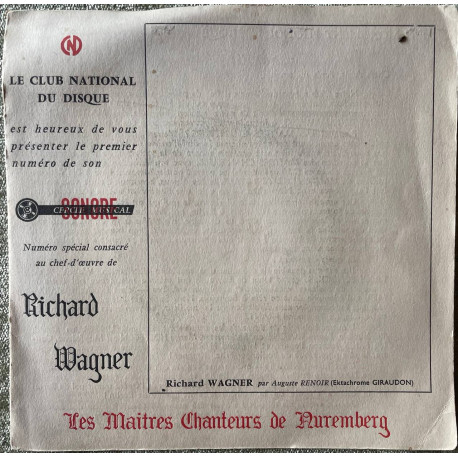 LE CLUB NATIONAL
DU DISQUE
est heureux de vous
présenter le premier
numéro de son
SONORE
CERCLE MUSICAL
Numéro spécial consacré
au chef-d'œuvre de
Richard
Wagner
Richard WAGNER par Auguste RENOIR (Ektachrome GIRAUDON)
Les Maîtres Chanteurs de Nuremberg